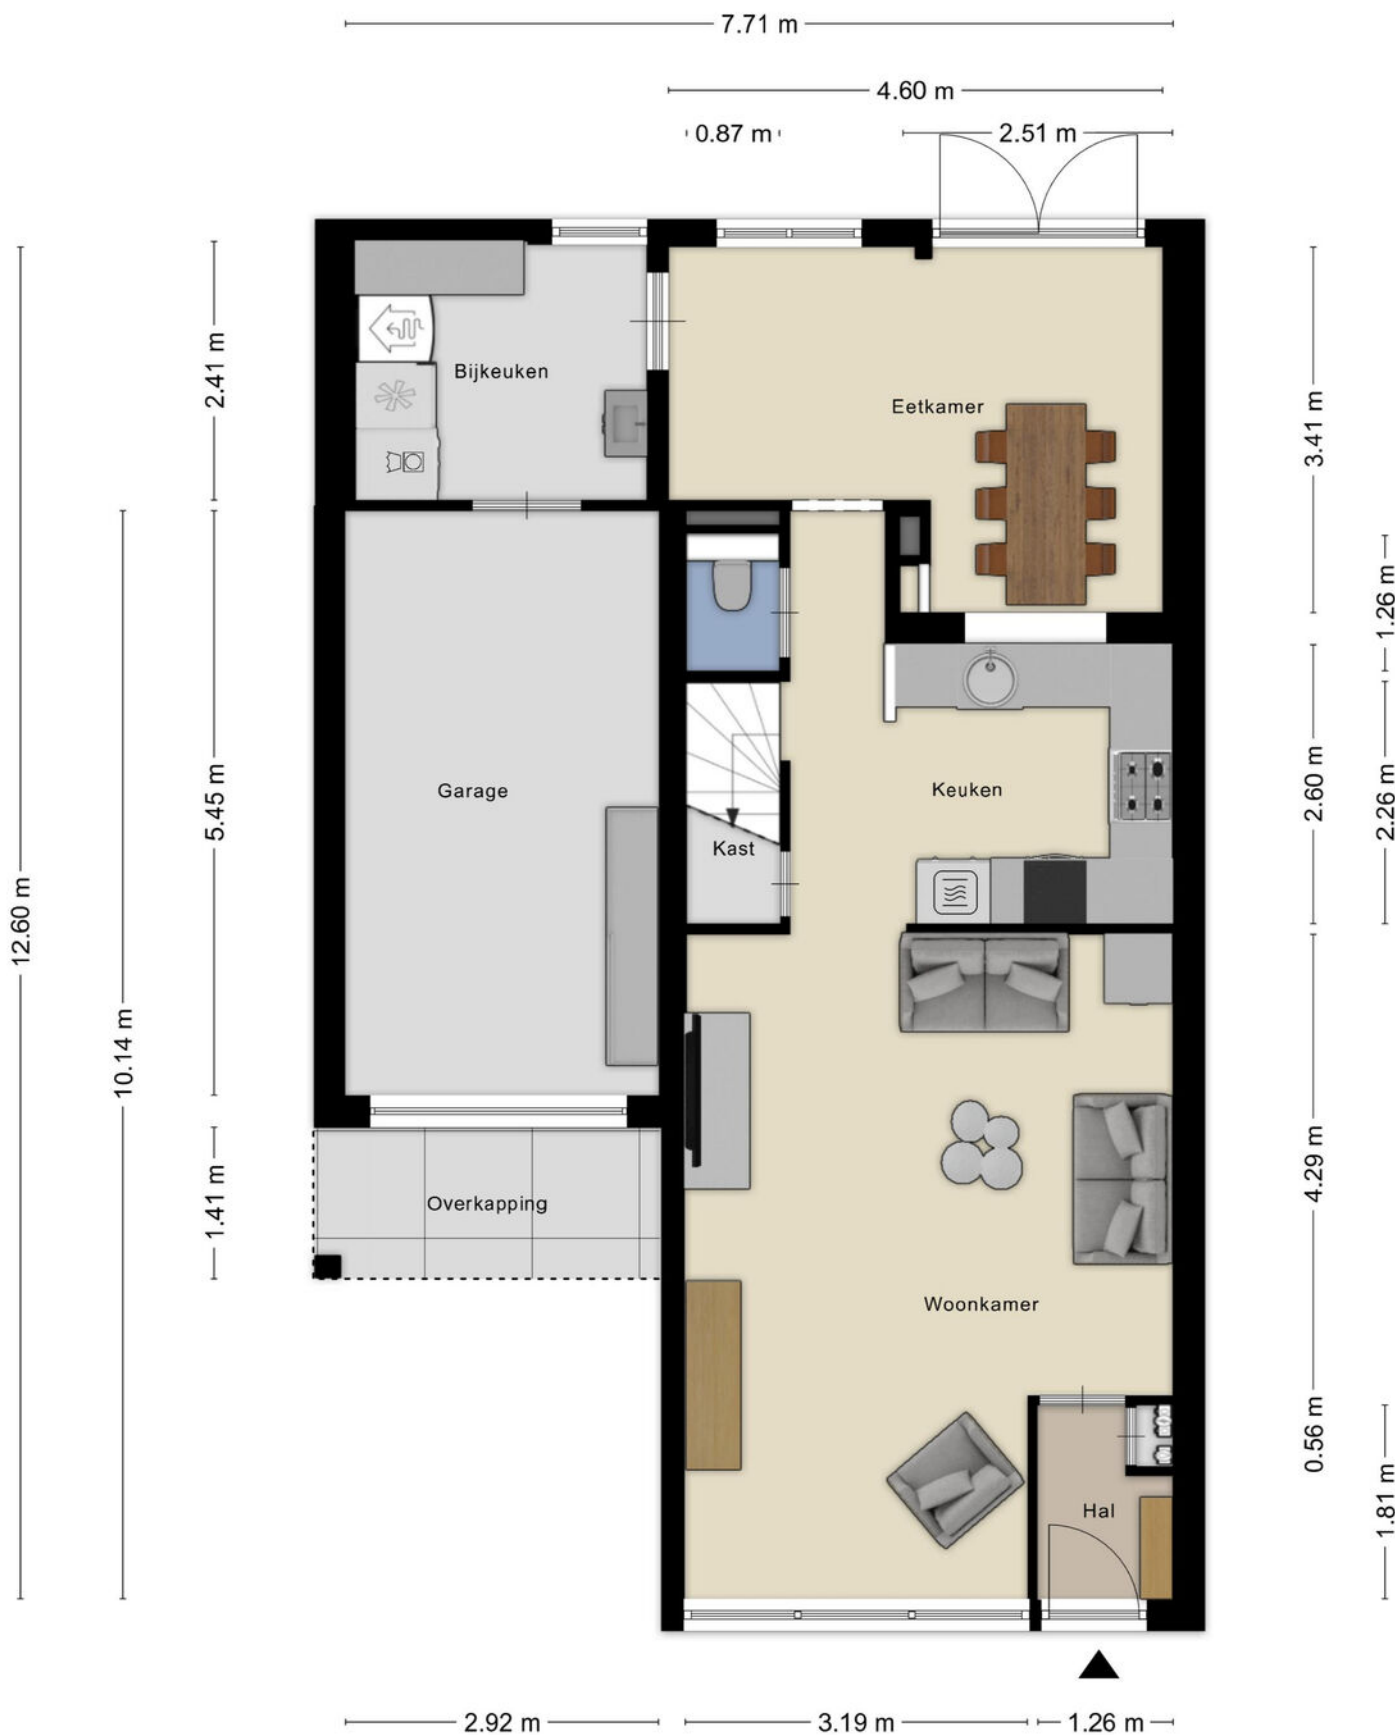 7.71 m
4.60 m
0.87 m
2.51 m
2.41 m
Bijkeuken
Eetkamer
3.41 m
1.26 m
5.45 m
Garage
Keuken
2.60 m
2.26 m
Kast
12.60 m
10.14 m
1.41 m
Overkapping
4.29 m
Woonkamer
0.56 m
Hal
1.81 m
2.92 m
3.19 m
1.26 m